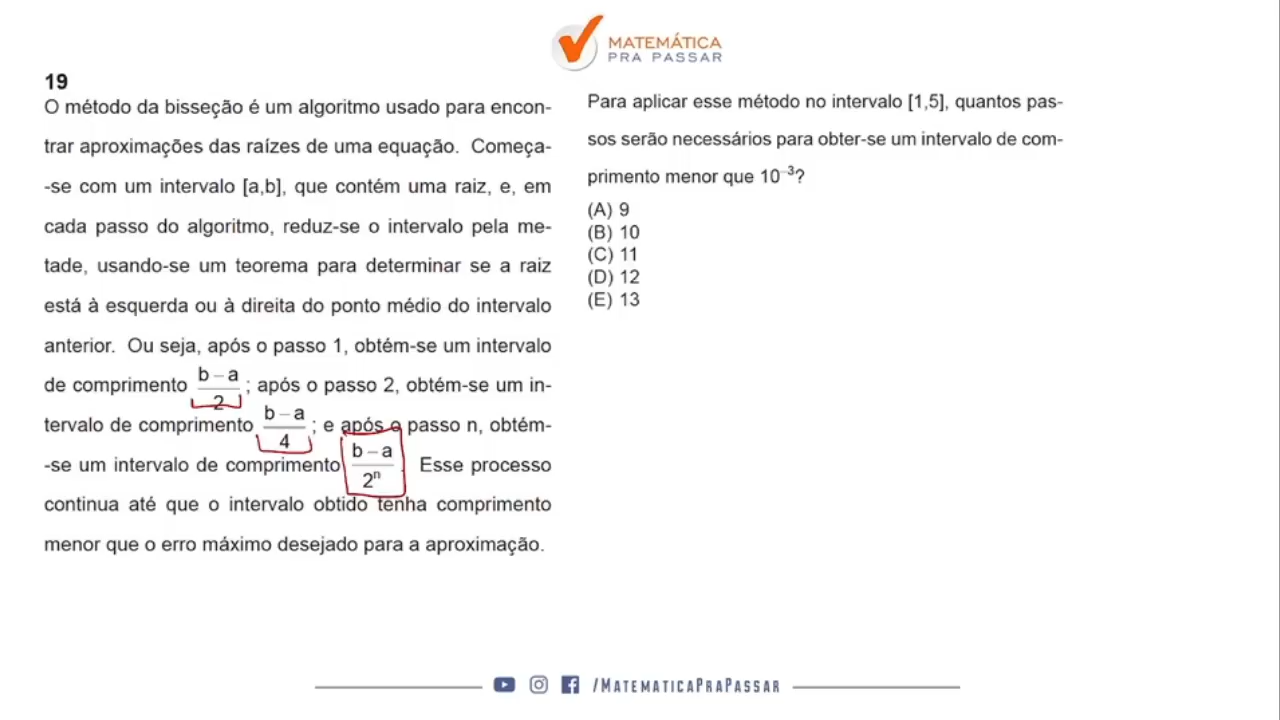 MATEMÁTICA
PRA PASSAR
19
O método da bisseção é um algoritmo usado para encon-
trar aproximações das raízes de uma equação. Começa-
-se com um intervalo [a,b], que contém uma raiz, e, em
cada passo do algoritmo, reduz-se o intervalo pela me-
tade, usando-se um teorema para determinar se a raiz
está à esquerda ou à direita do ponto médio do intervalo
anterior. Ou seja, após o passo 1, obtém-se um intervalo
de comprimento b – a / 2 ; após o passo 2, obtém-se um in-
tervalo de comprimento b – a / 4 ; e após o passo n, obtém-
-se um intervalo de comprimento b – a / 2ⁿ Esse processo
continua até que o intervalo obtido tenha comprimento
menor que o erro máximo desejado para a aproximação.
Para aplicar esse método no intervalo [1,5], quantos pas-
sos serão necessários para obter-se um intervalo de com-
primento menor que 10⁻³?
(A) 9
(B) 10
(C) 11
(D) 12
(E) 13
/MATEMATICAPRAPASSAR